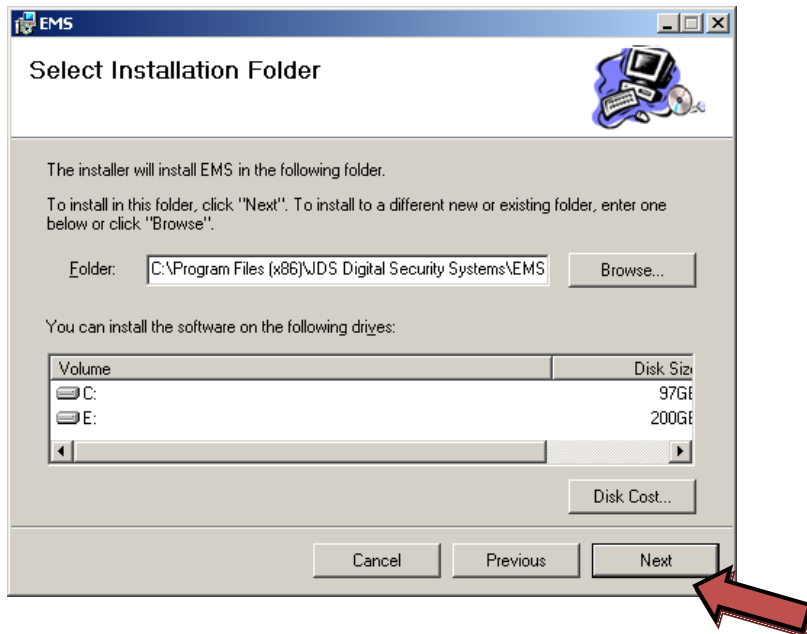 EMS
Select Installation Folder
The installer will install EMS in the following folder.
To install in this folder, click "Next". To install to a different new or existing folder, enter one
below or click "Browse".
Folder: C:\Program Files (x86)\JDS Digital Security Systems\EMS Browse...
You can install the software on the following drives:
Volume Disk Siz
C: 97GB
E: 200GB
Disk Cost...
Cancel Previous Next